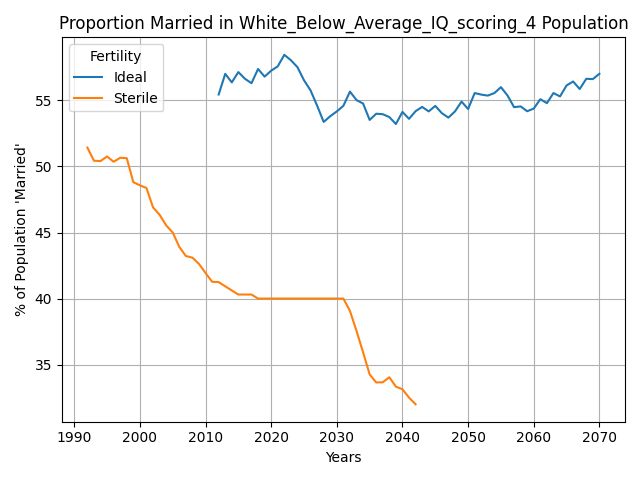 Proportion Married in White_Below_Average_IQ_scoring_4 Population
Fertility
Ideal
Sterile
% of Population 'Married'
55
50
45
40
35
1990 2000 2010 2020 2030 2040 2050 2060 2070
Years